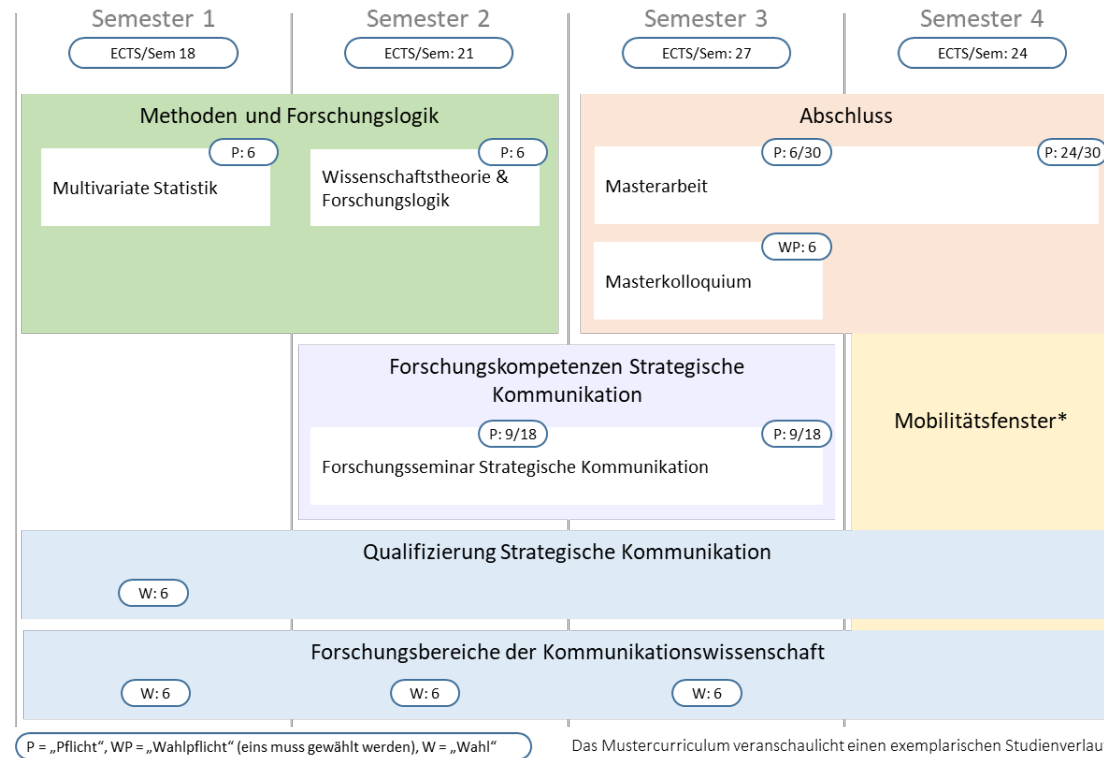 Semester 1
Semester 2
Semester 3
Semester 4
ECTS/Sem 18
ECTS/Sem: 21
ECTS/Sem: 27
ECTS/Sem: 24
Methoden und Forschungslogik
Abschluss
P: 6
P: 6
P: 6/30
P: 24/30
Multivariate Statistik
Wissenschaftstheorie &
Forschungslogik
Masterarbeit
WP: 6
Masterkolloquium
Forschungskompetenzen Strategische
Kommunikation
Mobilitätsfenster*
P: 9/18
P: 9/18
Forschungsseminar Strategische Kommunikation
Qualifizierung Strategische Kommunikation
W: 6
Forschungsbereiche der Kommunikationswissenschaft
W: 6
W: 6
W: 6
P = „Pflicht“, WP = „Wahlpflicht“ (eins muss gewählt werden), W = „Wahl“
Das Mustercurriculum veranschaulicht einen exemplarischen Studienverlau